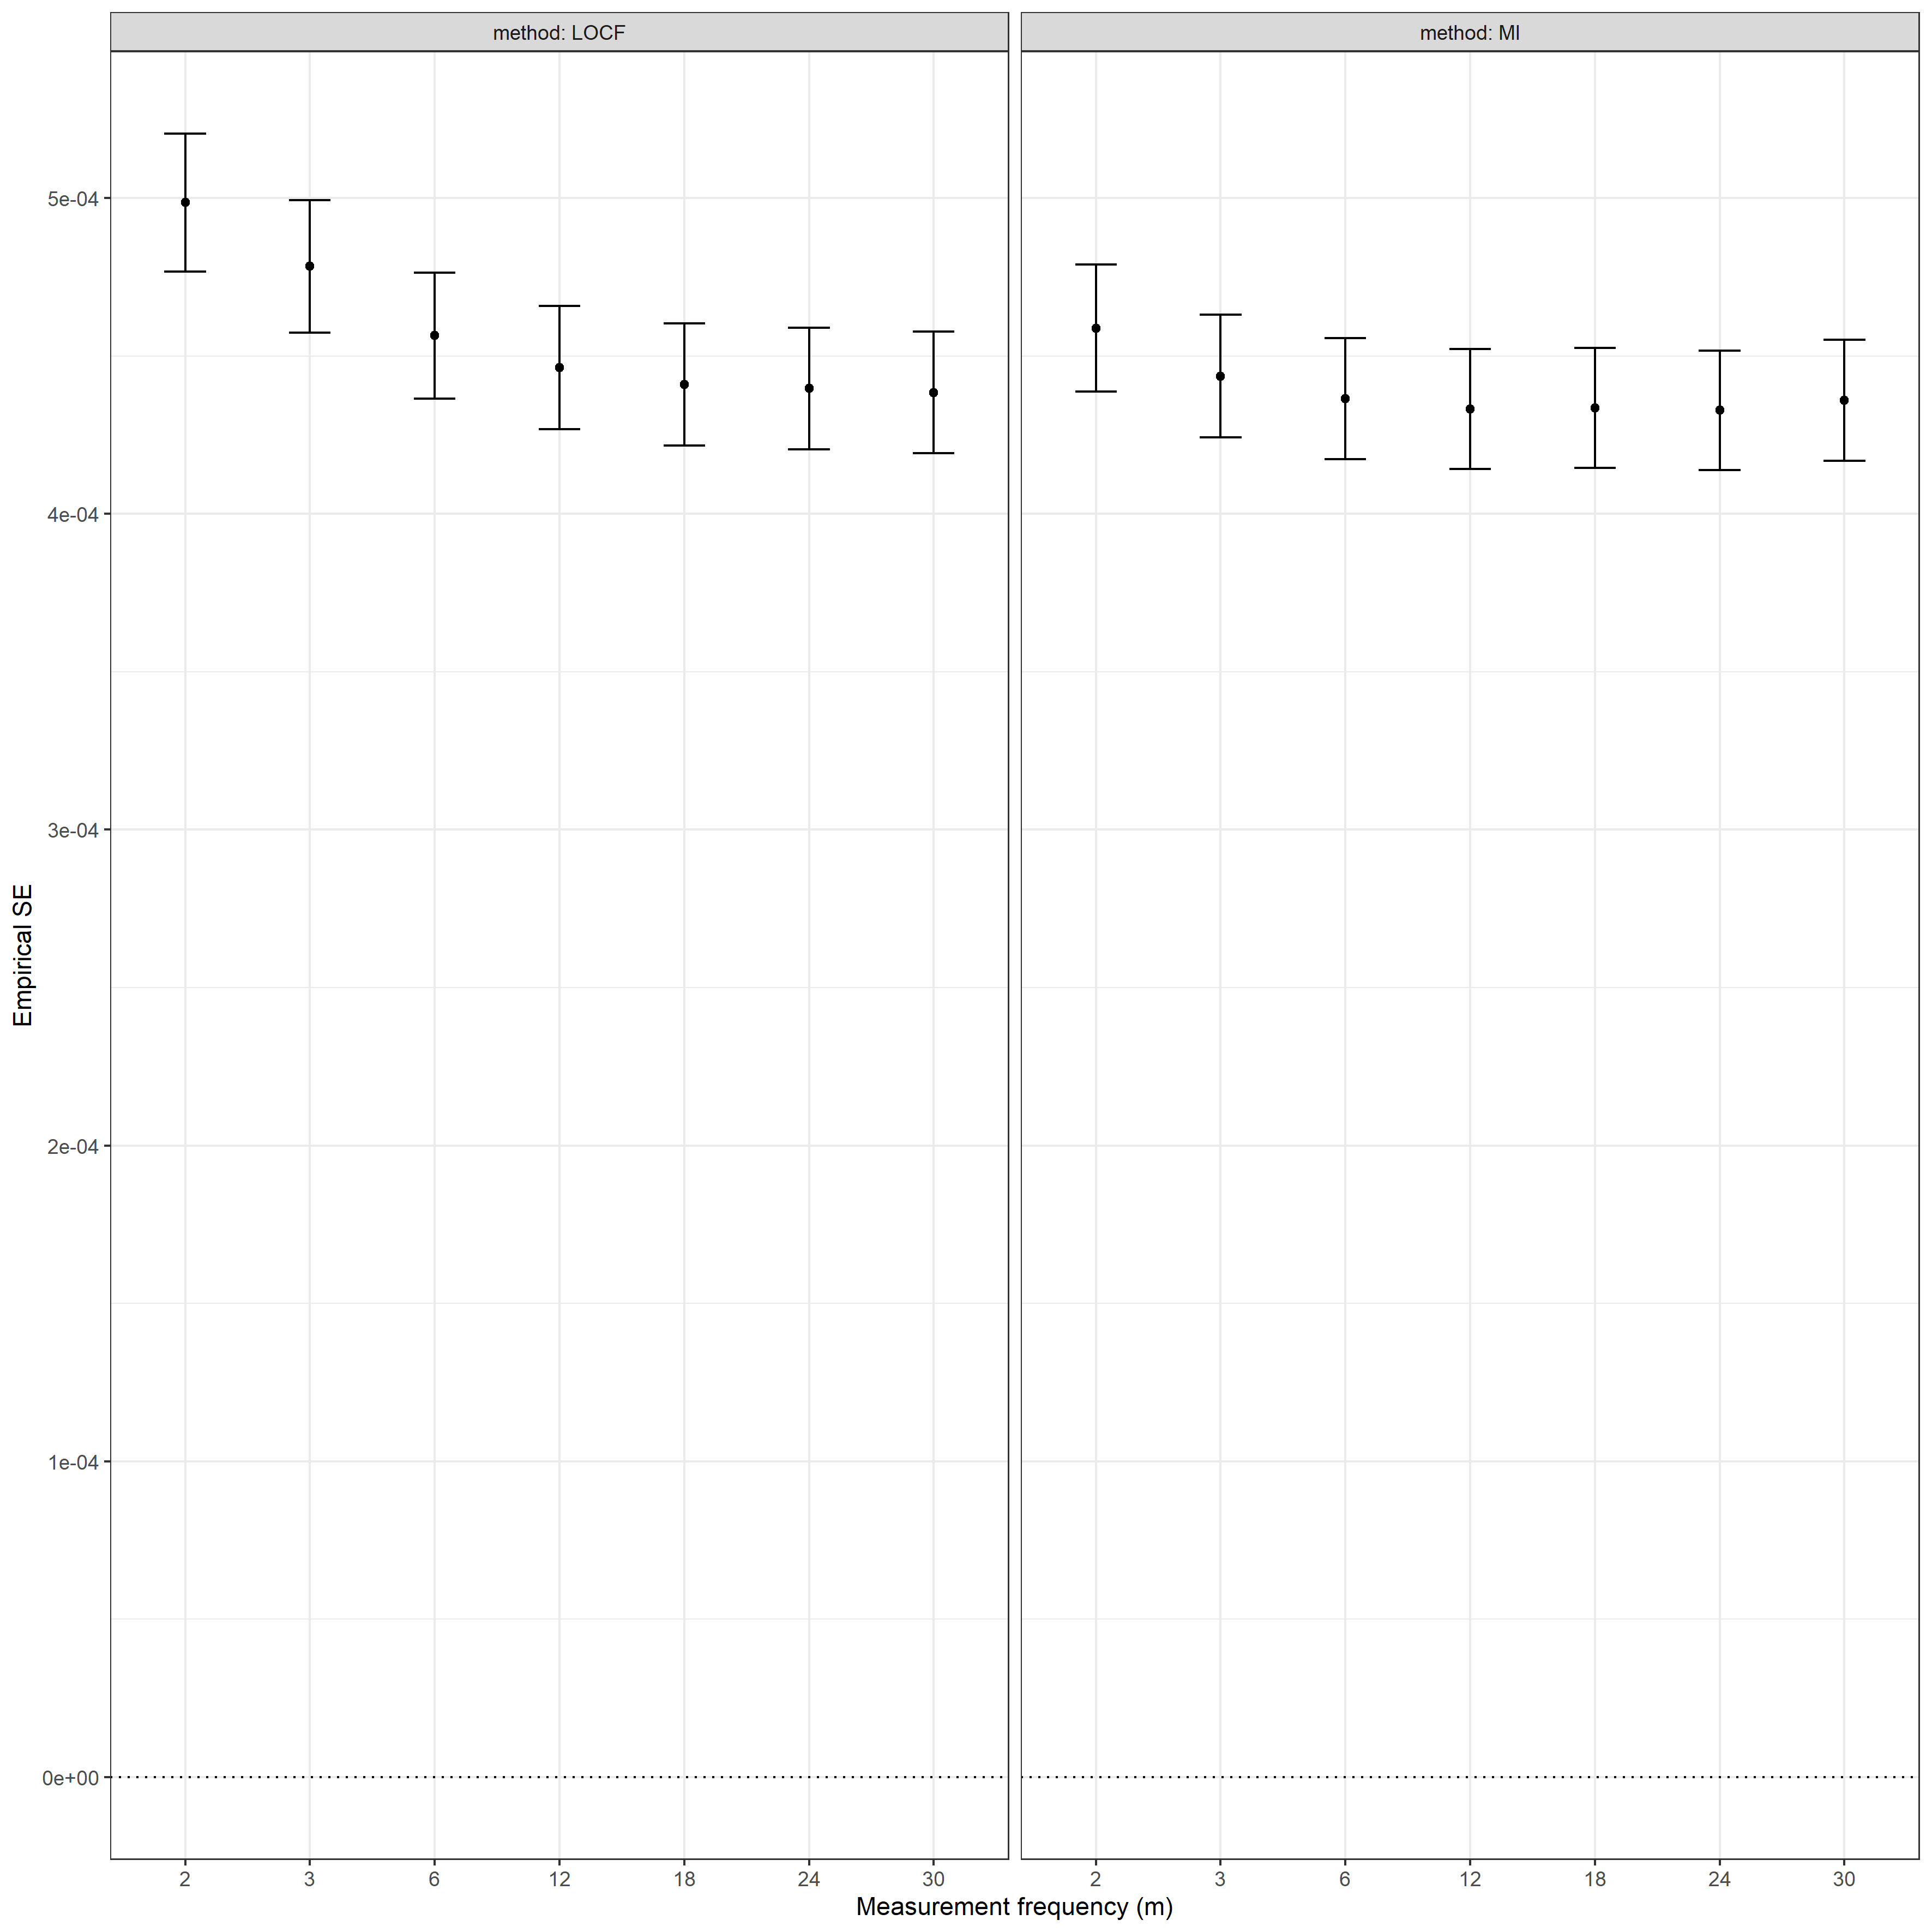 method: LOCF
method: MI
Empirical SE
5e-04
4e-04
3e-04
2e-04
1e-04
0e+00
2 3 6 12 18 24 30
2 3 6 12 18 24 30
Measurement frequency (m)